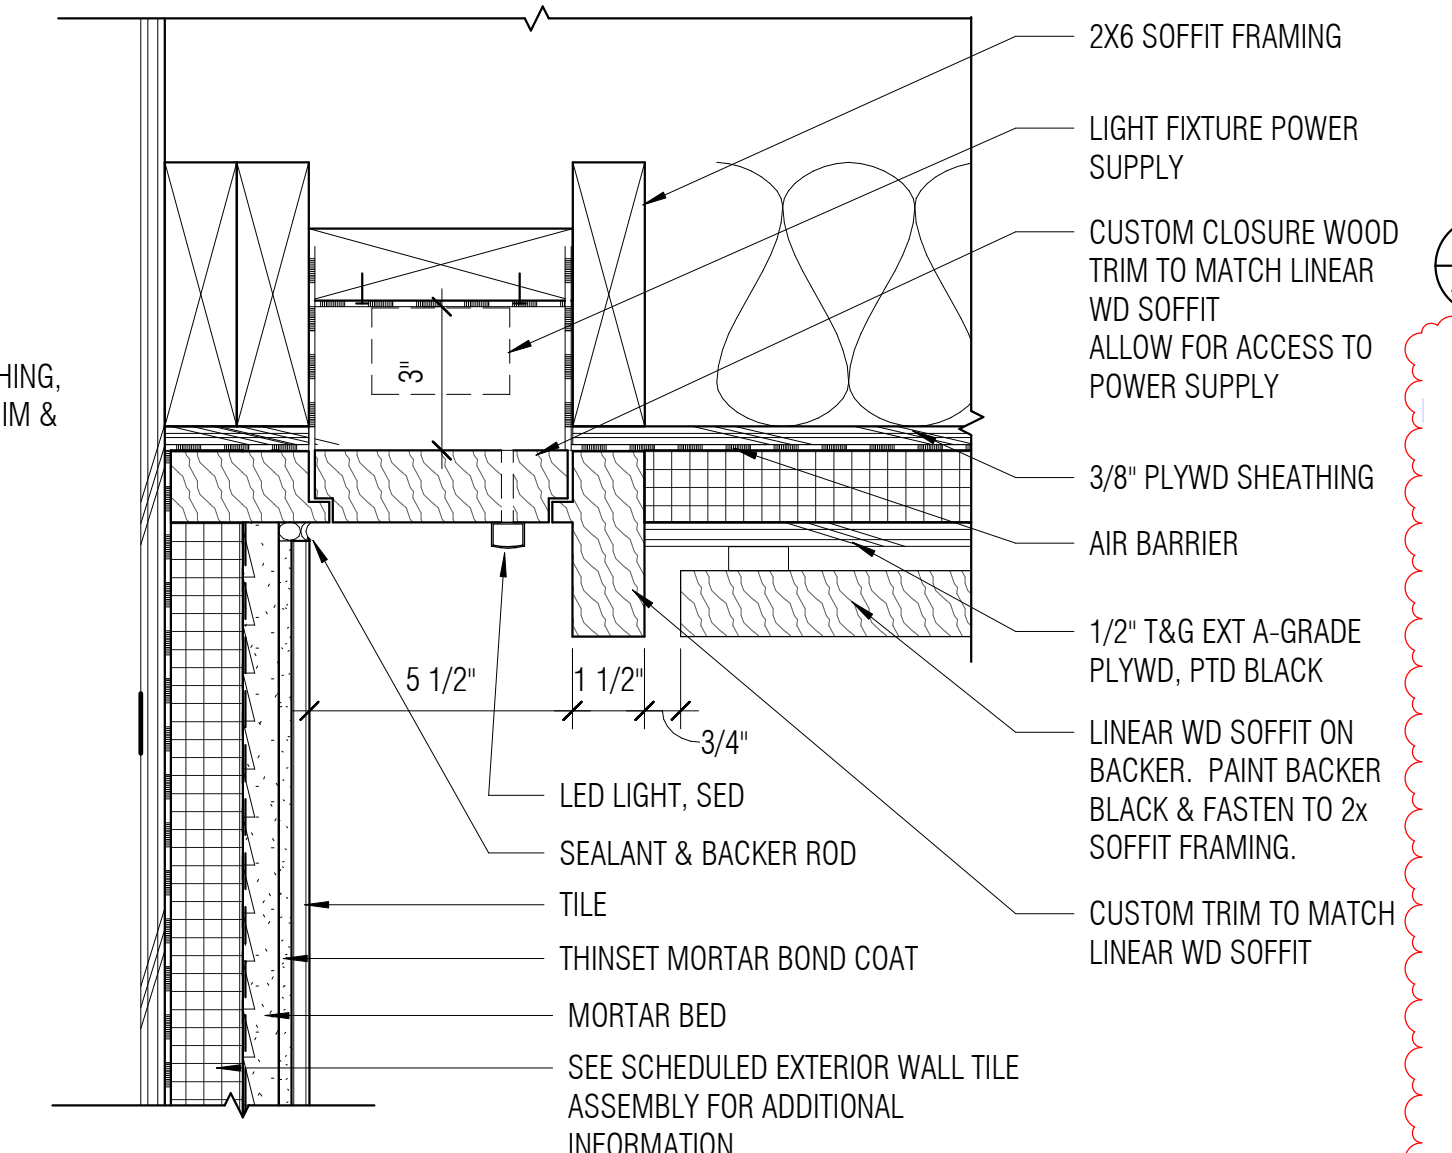 2X6 SOFFIT FRAMING
LIGHT FIXTURE POWER
SUPPLY
CUSTOM CLOSURE WOOD
TRIM TO MATCH LINEAR
WD SOFFIT
ALLOW FOR ACCESS TO
POWER SUPPLY
HING,
IM &
3"
3/8" PLYWD SHEATHING
AIR BARRIER
1/2" T&G EXT A-GRADE
PLYWD, PTD BLACK
5 1/2"
1 1/2"
3/4"
LINEAR WD SOFFIT ON
BACKER.  PAINT BACKER
BLACK & FASTEN TO 2x
SOFFIT FRAMING.
LED LIGHT, SED
SEALANT & BACKER ROD
TILE
CUSTOM TRIM TO MATCH
LINEAR WD SOFFIT
THINSET MORTAR BOND COAT
MORTAR BED
SEE SCHEDULED EXTERIOR WALL TILE
ASSEMBLY FOR ADDITIONAL
INFORMATION